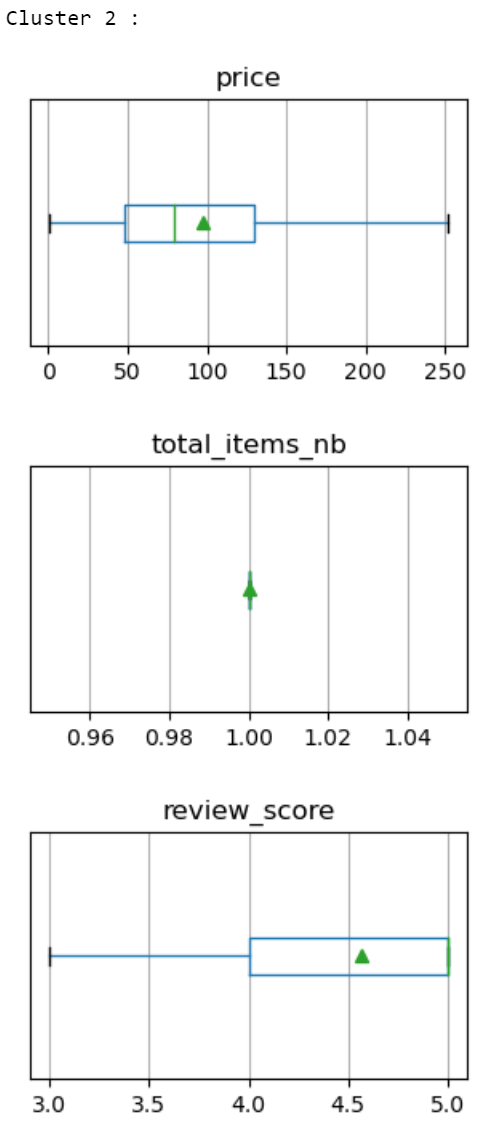 Cluster 2 :
price
0 50 100 150 200 250
total_items_nb
0.96 0.98 1.00 1.02 1.04
review_score
3.0 3.5 4.0 4.5 5.0